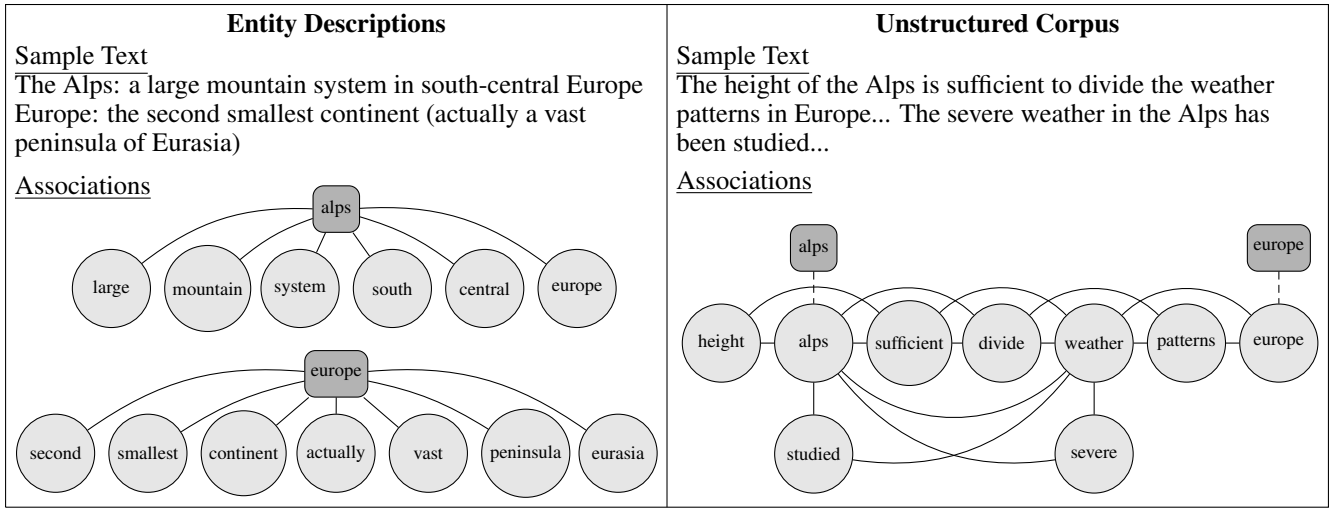 Entity Descriptions
Sample Text
The Alps: a large mountain system in south-central Europe
Europe: the second smallest continent (actually a vast
peninsula of Eurasia)
Associations
alps
large mountain system south central europe
europe
second smallest continent actually vast peninsula eurasia
Unstructured Corpus
Sample Text
The height of the Alps is sufficient to divide the weather
patterns in Europe... The severe weather in the Alps has
been studied...
Associations
alps europe
height alps sufficient divide weather patterns europe
studied severe